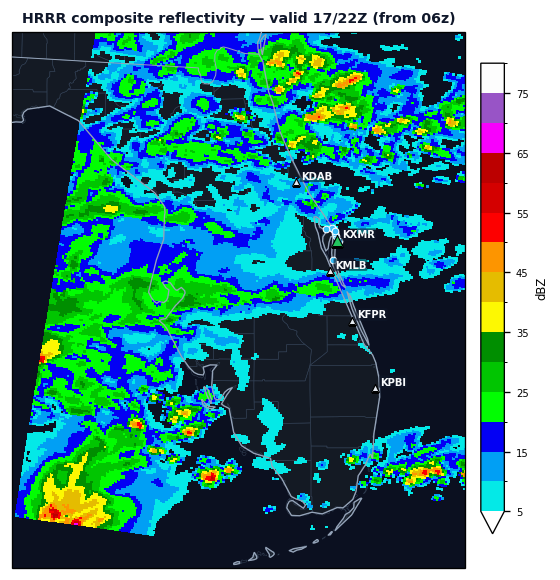 HRRR composite reflectivity — valid 17/22Z (from 06z)
KDAB
KXMR
KMLB
KFPR
KPBI
75
65
55
45
35
25
15
5
dBZ